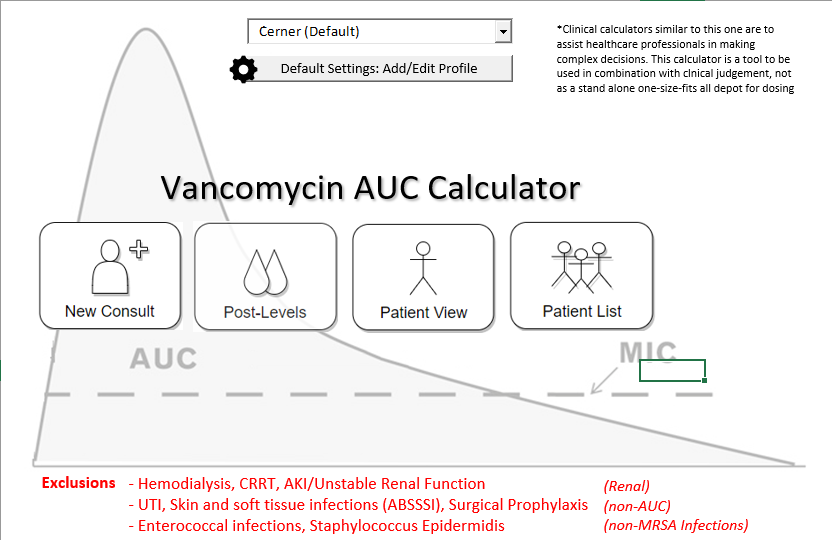 Cerner (Default)
Default Settings: Add/Edit Profile
*Clinical calculators similar to this one are to
assist healthcare professionals in making
complex decisions. This calculator is a tool to be
used in combination with clnical judgement, not
as a stand alone one-size-fits all depot for dosing
Vancomycin AUC Calculator
New Consult
Post-Levels
Patient View
Patient List
AUC
MIC
Exclusions - Hemodialysis, CRRT, AKI/Unstable Renal Function (Renal)
- UTI, Skin and soft tissue infections (ABSSSI), Surgical Prophylaxis (non-AUC)
- Enterococcal infections, Staphylococcus Epidermidis (non-MRSA Infections)